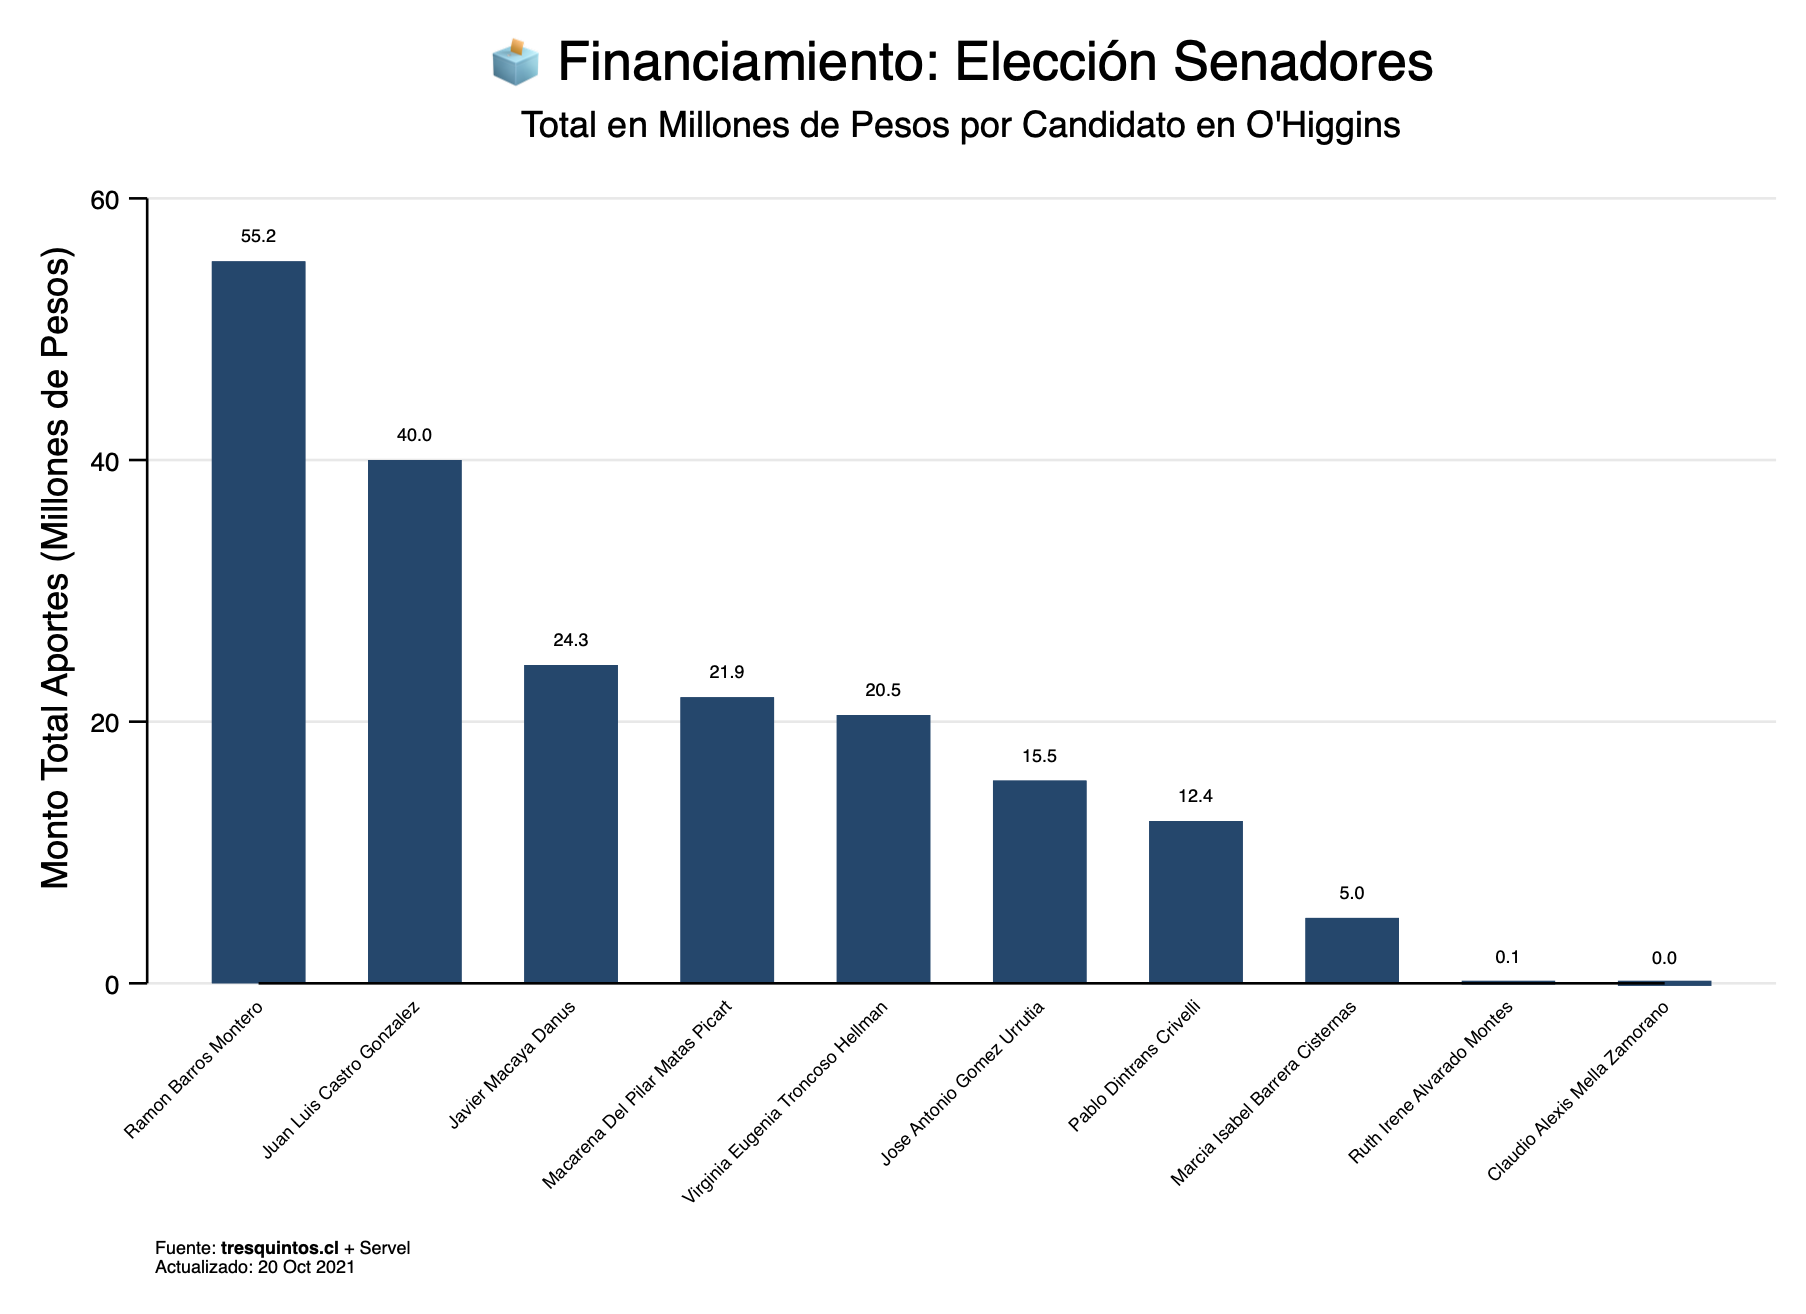 Financiamiento: Elección Senadores
Total en Millones de Pesos por Candidato en O'Higgins
Monto Total Aportes (Millones de Pesos)
60
40
20
0
55.2
40.0
24.3
21.9
20.5
15.5
12.4
5.0
0.1
0.0
Ramon Barros Montero
Juan Luis Castro Gonzalez
Javier Macaya Danus
Macarena Del Pilar Matas Picart
Virginia Eugenia Troncoso Hellman
Jose Antonio Gomez Urrutia
Pablo Dintrans Crivelli
Marcia Isabel Barrera Cisternas
Ruth Irene Alvarado Montes
Claudio Alexis Mella Zamorano
Fuente: tresquintos.cl + Servel
Actualizado: 20 Oct 2021